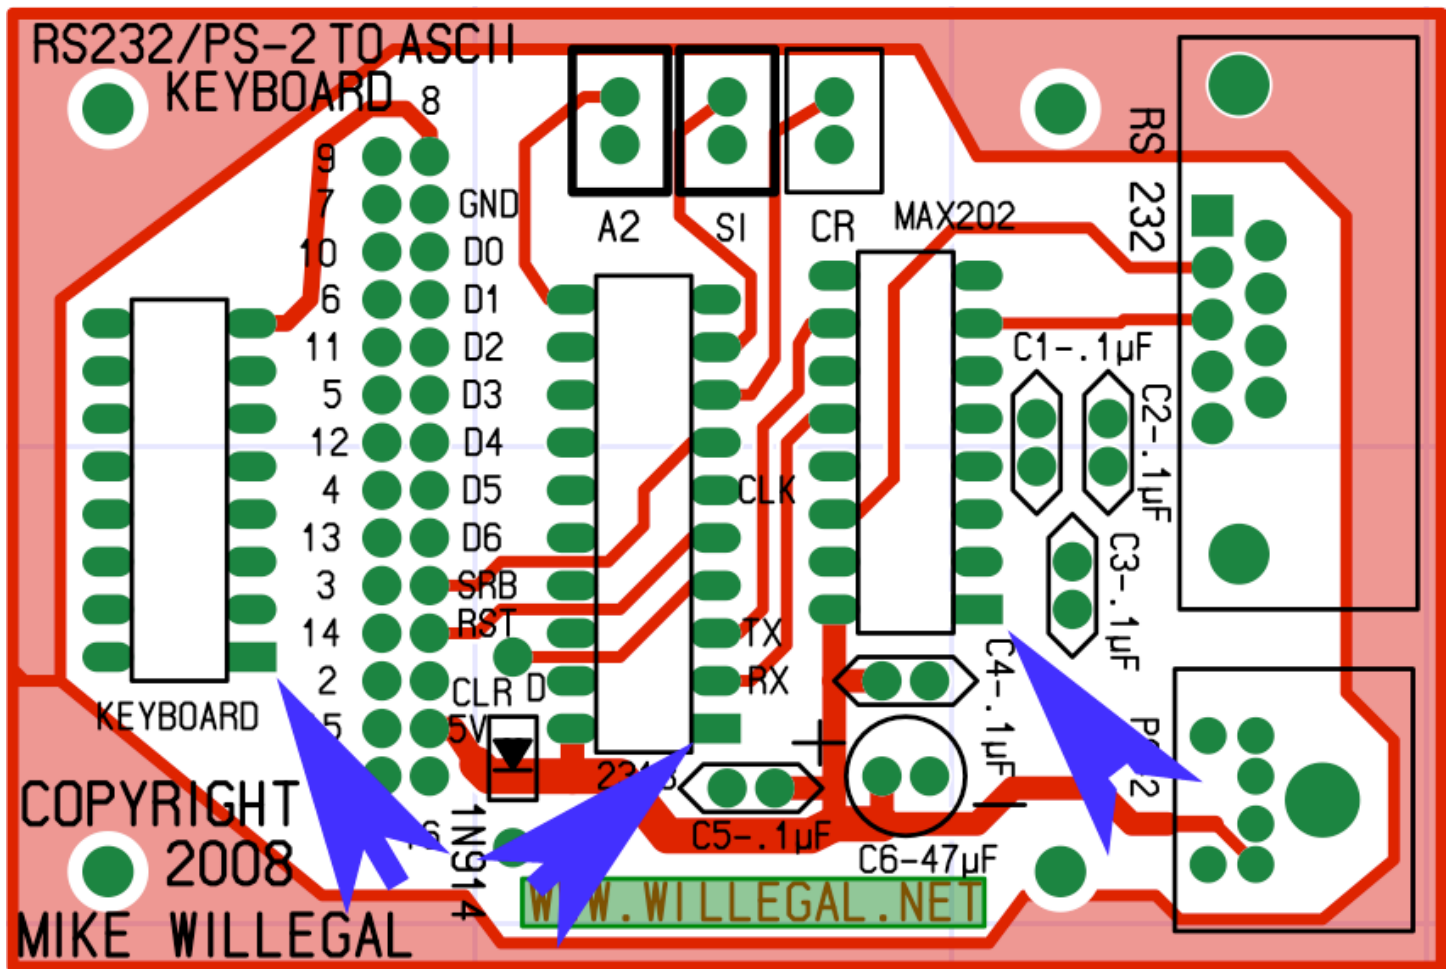 RS232/PS-2 TO ASCII
KEYBOARD
8
9
7 GND
10 D0
6 D1
11 D2
5 D3
12 D4
4 D5
13 D6
3 SRB
14 RST
2 CLR D
5V
A2
SI
CR
MAX202
RS 232
CLK
TX
RX
C1-.1µF
C2-.1µF
C3-.1µF
C4-.1µF
+
C5-.1µF
C6-47µF
1N914
KEYBOARD
COPYRIGHT
2008
MIKE WILLEGAL
WWW.WILLEGAL.NET